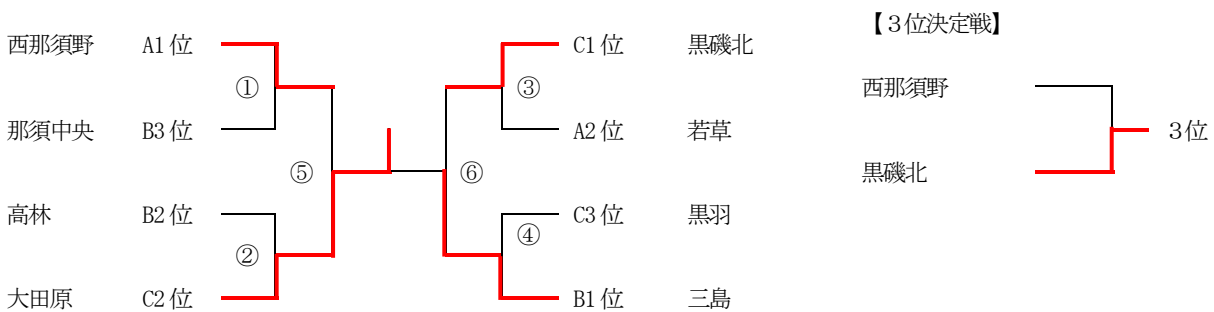 【３位決定戦】
西那須野 A1位 C1位 黒磯北
① ③ 西那須野
那須中央 B3位 A2位 若草 ３位
⑤ ⑥ 黒磯北
高林 B2位 C3位 黒羽
② ④
大田原 C2位 B1位 三島